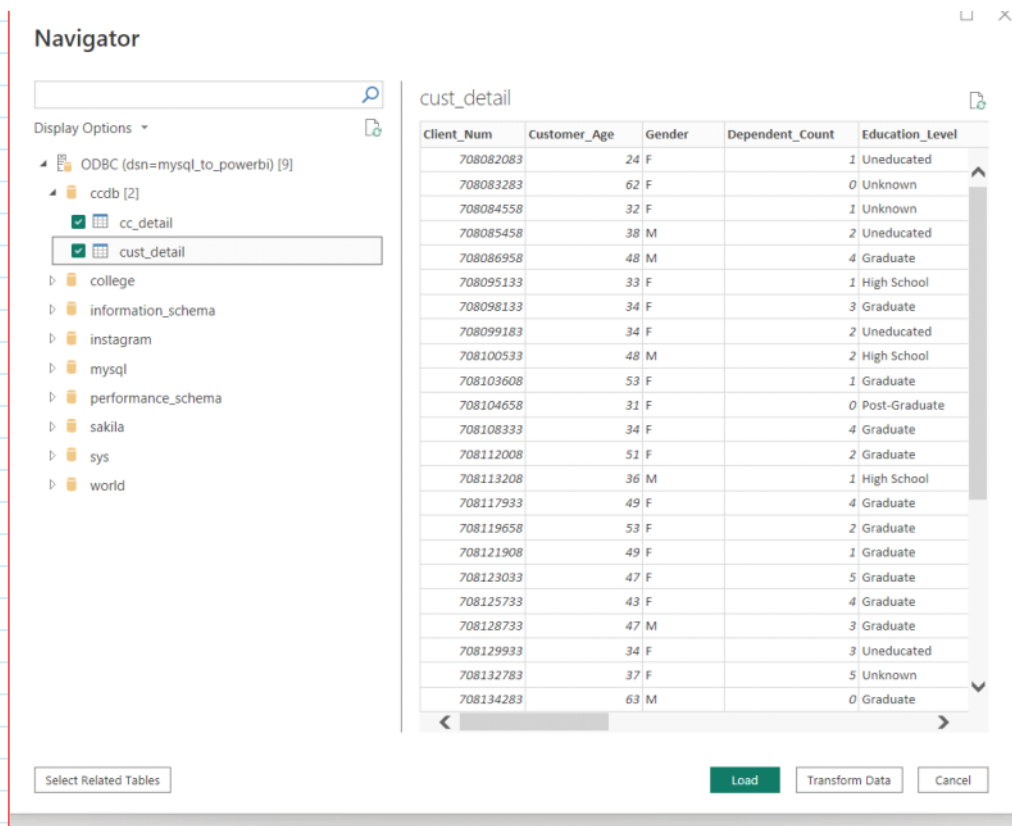 Navigator
Display Options
ODBC (dsn=mysql_to_powerbi) [9]
ccdb [2]
cc_detail
cust_detail
college
information_schema
instagram
mysql
performance_schema
sakila
sys
world
cust_detail
Client_Num Customer_Age Gender Dependent_Count Education_Level
708082083 24 F 1 Uneducated
708083283 62 F 0 Unknown
708084558 32 F 1 Unknown
708085458 38 M 2 Uneducated
708086958 48 M 4 Graduate
708095133 33 F 1 High School
708098133 34 F 3 Graduate
708099183 34 F 2 Uneducated
708100533 48 M 2 High School
708103608 53 F 1 Graduate
708104658 31 F 0 Post-Graduate
708108333 34 F 4 Graduate
708112008 51 F 2 Graduate
708113208 36 M 1 High School
708117933 49 F 4 Graduate
708119658 53 F 2 Graduate
708121908 49 F 1 Graduate
708123033 47 F 5 Graduate
708125733 43 F 4 Graduate
708128733 47 M 3 Graduate
708129933 34 F 3 Uneducated
708132783 37 F 5 Unknown
708134283 63 M 0 Graduate
Select Related Tables
Load
Transform Data
Cancel